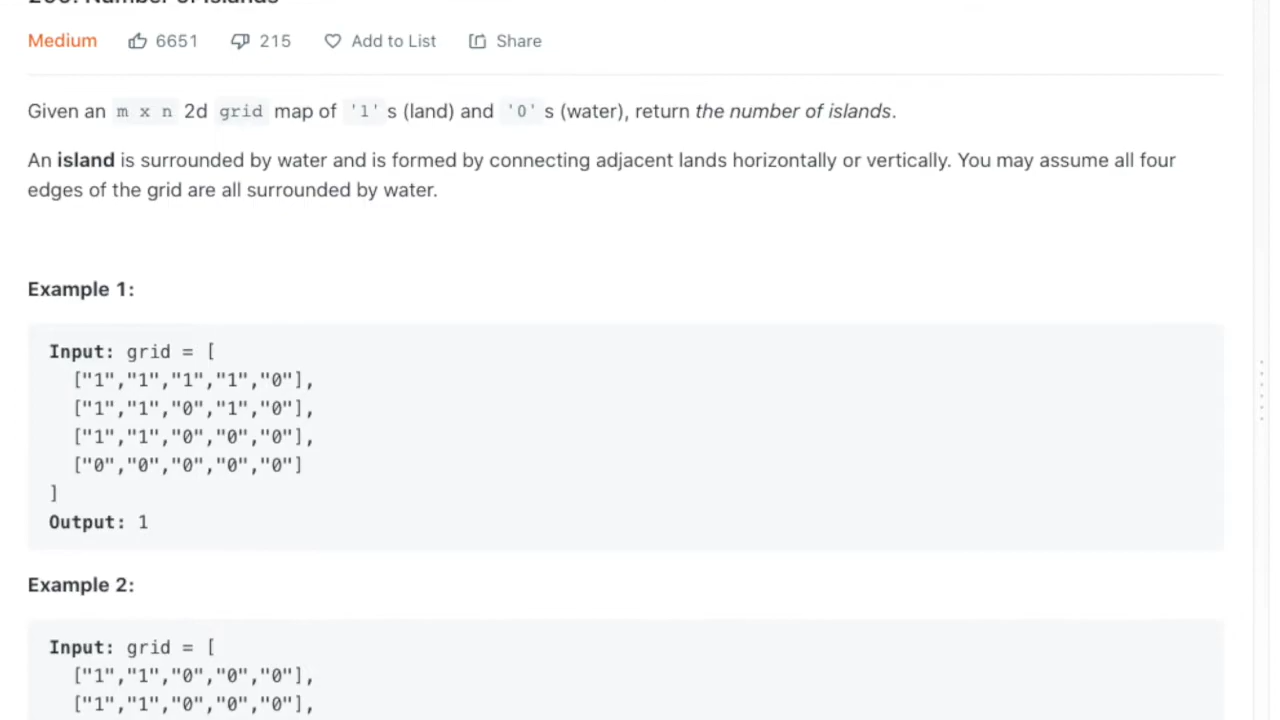 200. Number of Islands
Medium 6651 215 Add to List Share
Given an m x n 2d grid map of '1' s (land) and '0' s (water), return the number of islands.
An island is surrounded by water and is formed by connecting adjacent lands horizontally or vertically. You may assume all four
edges of the grid are all surrounded by water.
Example 1:
Input: grid = [
["1","1","1","1","0"],
["1","1","0","1","0"],
["1","1","0","0","0"],
["0","0","0","0","0"]
]
Output: 1
Example 2:
Input: grid = [
["1","1","0","0","0"],
["1","1","0","0","0"],